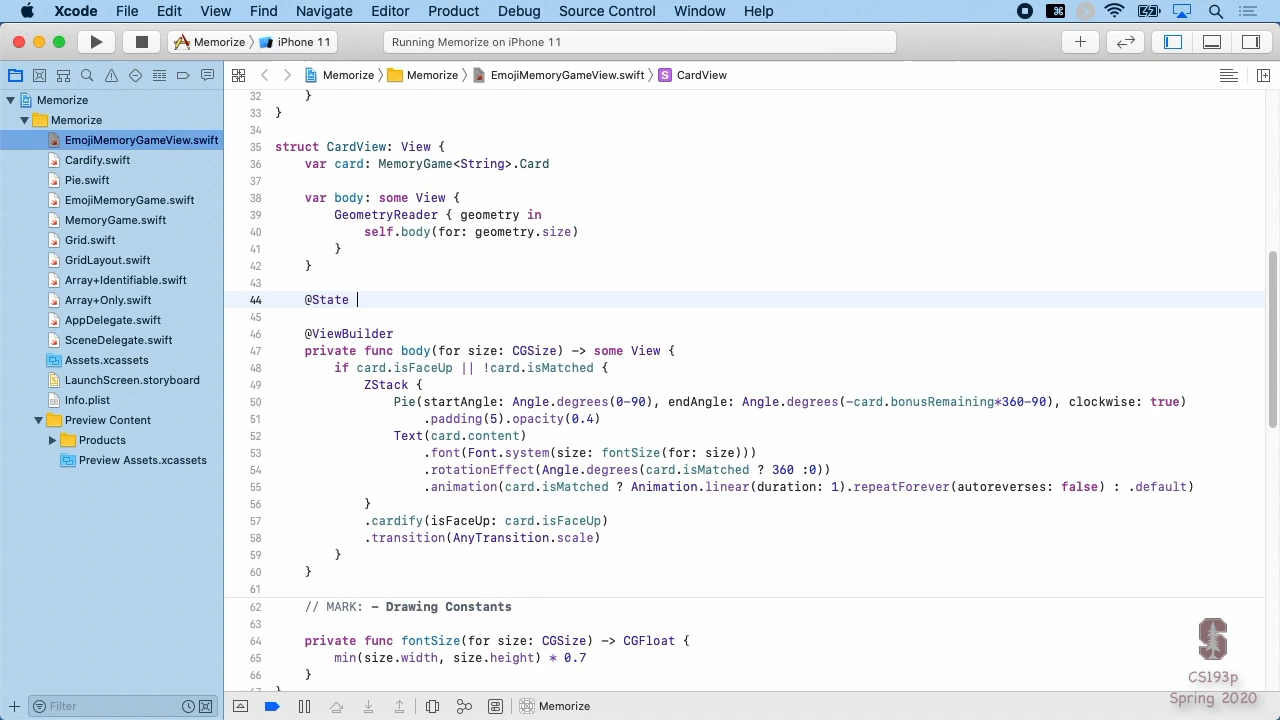 Xcode File Edit View Find Navigate Editor Product Debug Source Control Window Help
Memorize iPhone 11 Running Memorize on iPhone 11
Memorize Memorize EmojiMemoryGameView.swift S CardView
Memorize
Memorize
EmojiMemoryGameView.swift
Cardify.swift
Pie.swift
EmojiMemoryGame.swift
MemoryGame.swift
Grid.swift
GridLayout.swift
Array+Identifiable.swift
Array+Only.swift
AppDelegate.swift
SceneDelegate.swift
Assets.xcassets
LaunchScreen.storyboard
Info.plist
Preview Content
Products
Preview Assets.xcassets
Filter
32 }
33 }
34
35 struct CardView: View {
36 var card: MemoryGame<String>.Card
37
38 var body: some View {
39 GeometryReader { geometry in
40 self.body(for: geometry.size)
41 }
42 }
43
44 @State
45
46 @ViewBuilder
47 private func body(for size: CGSize) -> some View {
48 if card.isFaceUp || !card.isMatched {
49 ZStack {
50 Pie(startAngle: Angle.degrees(0-90), endAngle: Angle.degrees(-card.bonusRemaining*360-90), clockwise: true)
51 .padding(5).opacity(0.4)
52 Text(card.content)
53 .font(Font.system(size: fontSize(for: size)))
54 .rotationEffect(Angle.degrees(card.isMatched ? 360 :0))
55 .animation(card.isMatched ? Animation.linear(duration: 1).repeatForever(autoreverses: false) : .default)
56 }
57 .cardify(isFaceUp: card.isFaceUp)
58 .transition(AnyTransition.scale)
59 }
60 }
61
62 // MARK: - Drawing Constants
63
64 private func fontSize(for size: CGSize) -> CGFloat {
65 min(size.width, size.height) * 0.7
66 }
Memorize
CS193p
Spring 2020